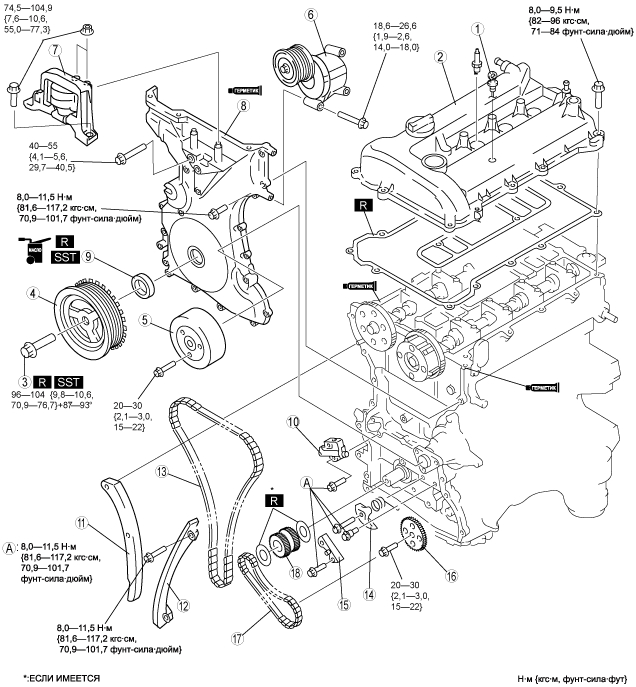 74,5—104,9
{7,6—10,6,
55,0—77,3}
7
6
18,6—26,6
{1,9—2,6,
14,0—18,0}
1
2
8,0—9,5 Н·м
{82—96 кгс·см,
71—84 фунт·сила·дюйм}
ГЕРМЕТИК
8
40—55
{4,1—5,6,
29,7—40,5}
8,0—11,5 Н·м
{81,6—117,2 кгс·см,
70,9—101,7 фунт·сила·дюйм}
R
МАСЛО
R
SST
9
4
5
ГЕРМЕТИК
3
R
SST
96—104 {9,8—10,6,
70,9—76,7}+87—93°
20—30
{2,1—3,0,
15—22}
ГЕРМЕТИК
10
13
A
*
R
11
A: 8,0—11,5 Н·м
{81,6—117,2 кгс·см,
70,9—101,7
фунт·сила·дюйм}
12
18
15
14
16
20—30
{2,1—3,0,
15—22}
17
8,0—11,5 Н·м
{81,6—117,2 кгс·см,
70,9—101,7 фунт·сила·дюйм}
*:ЕСЛИ ИМЕЕТСЯ
Н·м {кгс·м, фунт-сила·фут}